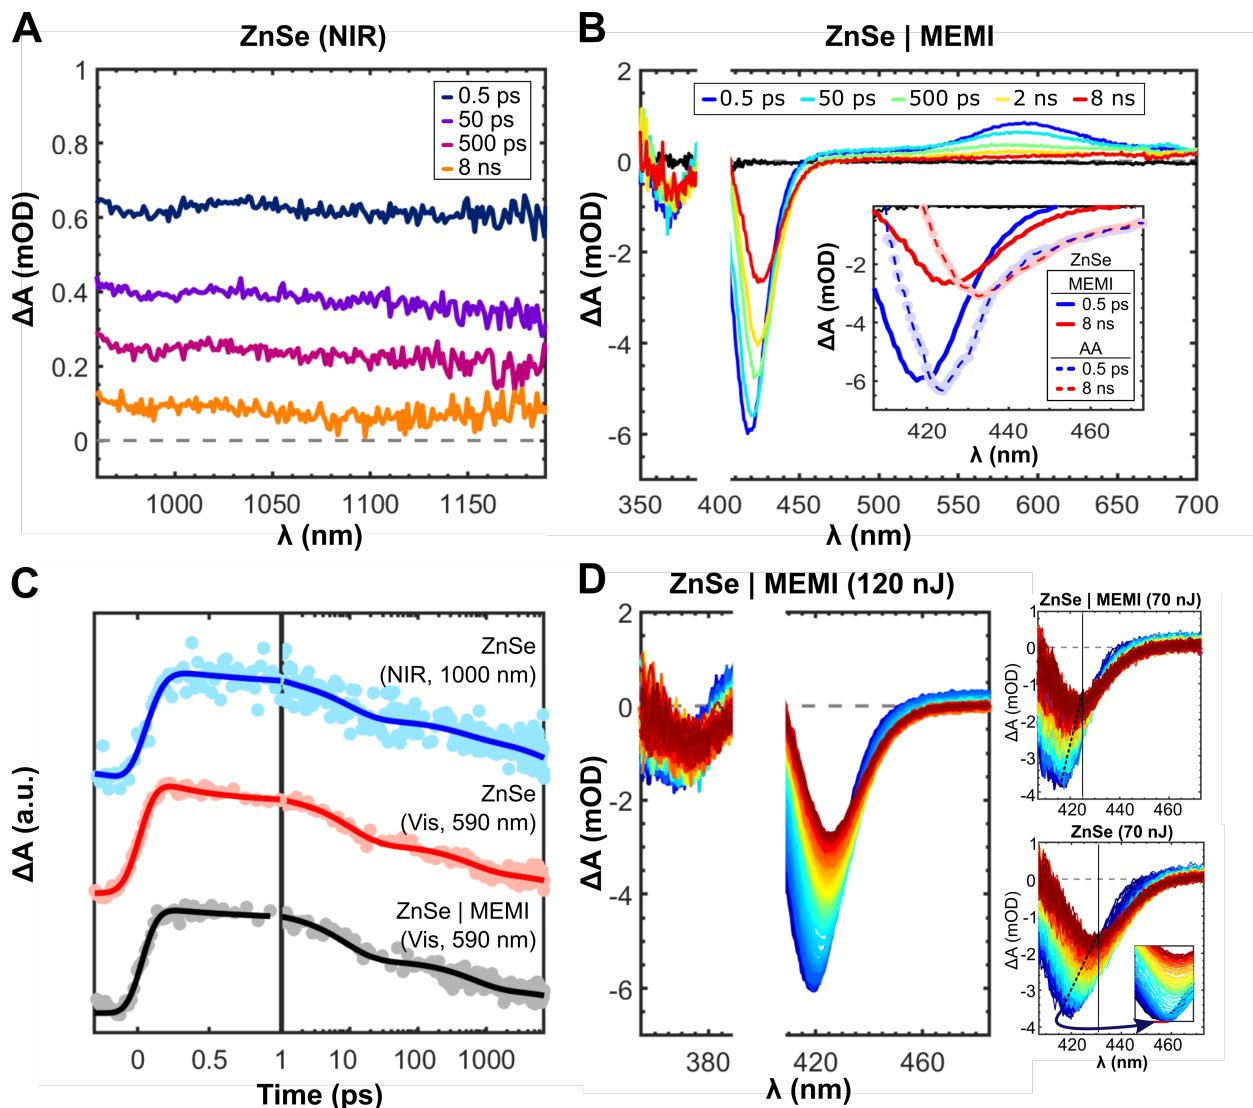 A
ZnSe (NIR)
1
0.8
0.6
0.4
0.2
0
ΔA (mOD)
0.5 ps
50 ps
500 ps
8 ns
1000
1050
1100
1150
λ (nm)
B
ZnSe | MEMI
2
0
-2
-4
-6
ΔA (mOD)
0.5 ps
50 ps
500 ps
2 ns
8 ns
ΔA (mOD)
-2
-4
-6
420
440
460
λ (nm)
ZnSe
MEMI
0.5 ps
8 ns
AA
0.5 ps
8 ns
350
400
450
500
550
600
650
700
λ (nm)
C
ΔA (a.u.)
ZnSe
(NIR, 1000 nm)
ZnSe
(Vis, 590 nm)
ZnSe | MEMI
(Vis, 590 nm)
0
0.5
1
10
100
1000
Time (ps)
D
ZnSe | MEMI (120 nJ)
2
0
-2
-4
-6
ΔA (mOD)
380
420
460
λ (nm)
ZnSe | MEMI (70 nJ)
1
0
-1
-2
-3
-4
ΔA (mOD)
420
440
460
ZnSe (70 nJ)
1
0
-1
-2
-3
-4
ΔA (mOD)
420
440
460
λ (nm)